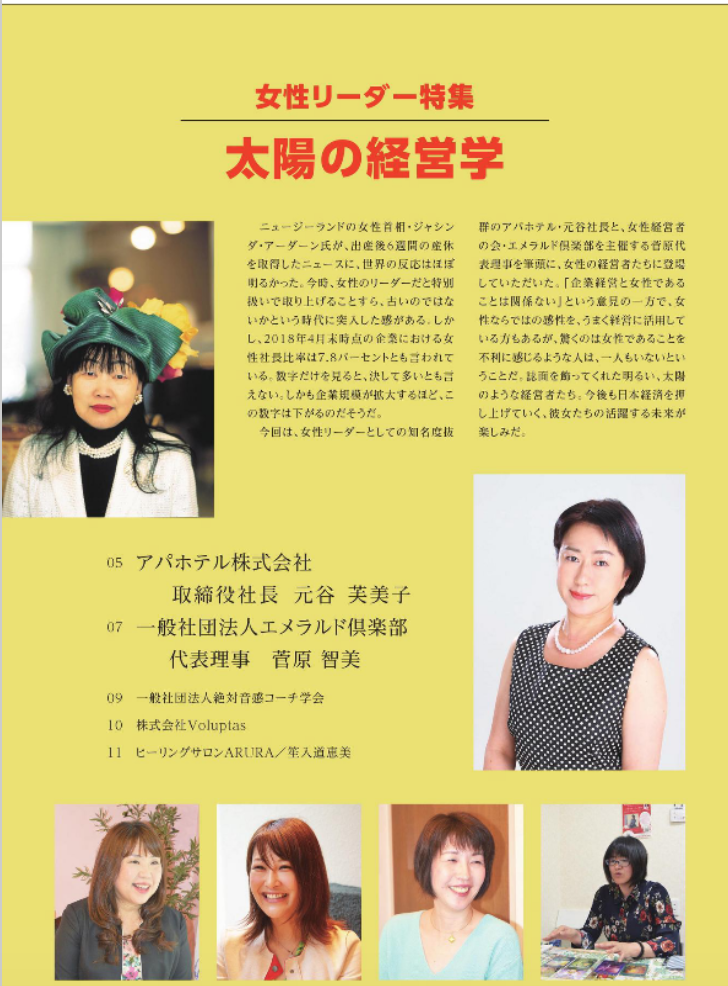 女性リーダー特集
太陽の経営学
ニュージーランドの女性首相・ジャシン
ダ・アーダーン氏が、出産後6週間の産休
を取得したニュースに、世界の反応はほぼ
明るかった。今時、女性のリーダーだと特別
扱いで取り上げることすら、古いのではな
いかという時代に突入した感がある。しか
し、2018年4月末時点の企業における女
性社長比率は7.8パーセントとも言われて
いる。数字だけを見ると、決して多いとも言
えない。しかも企業規模が拡大するほど、こ
の数字は下がるのだそうだ。
今回は、女性リーダーとしての知名度抜
群のアパホテル・元谷社長と、女性経営者
の会・エメラルド倶楽部を主催する菅原代
表理事を筆頭に、女性の経営者たちに登場
していただいた。「企業経営と女性である
ことは関係ない」という意見の一方で、女
性ならではの感性を、うまく経営に活用して
いる方もあるが、驚くのは女性であることを
不利に感じるような人は、一人もいないとい
うことだ。誌面を飾ってくれた明るい、太陽
のような経営者たち。今後も日本経済を押
し上げていく、彼女たちの活躍する未来が
楽しみだ。
05 アパホテル株式会社
取締役社長 元谷 芙美子
07 一般社団法人エメラルド倶楽部
代表理事 菅原 智美
09 一般社団法人絶対音感コーチ学会
10 株式会社Voluptas
11 ヒーリングサロンARURA／笙入道恵美